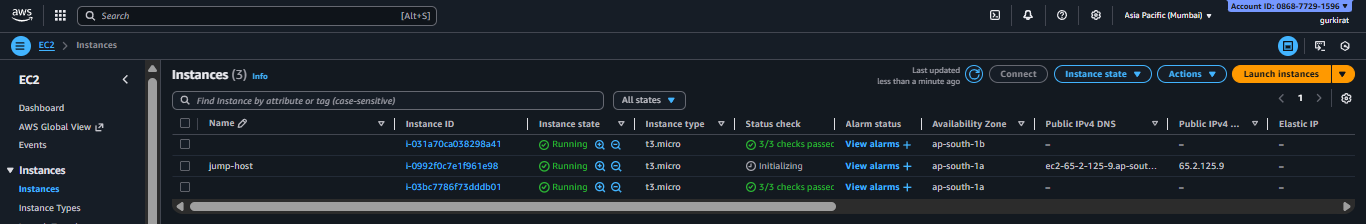 aws Search [Alt+S] Asia Pacific (Mumbai) Account ID: 0868-7729-1596
gurkirat
EC2 Instances
EC2
Dashboard
AWS Global View
Events
Instances
Instances
Instance Types
Instances (3) Info
Last updated
less than a minute ago
Connect Instance state Actions Launch instances
Find Instance by attribute or tag (case-sensitive) All states
1
Name Instance ID Instance state Instance type Status check Alarm status Availability Zone Public IPv4 DNS Public IPv4 ... Elastic IP
i-031a70ca038298a41 Running t3.micro 3/3 checks passec View alarms + ap-south-1b – – –
jump-host i-0992f0c7e1f961e98 Running t3.micro Initializing View alarms + ap-south-1a ec2-65-2-125-9.ap-sout... 65.2.125.9 –
i-03bc7786f73dddb01 Running t3.micro 3/3 checks passec View alarms + ap-south-1a – – –